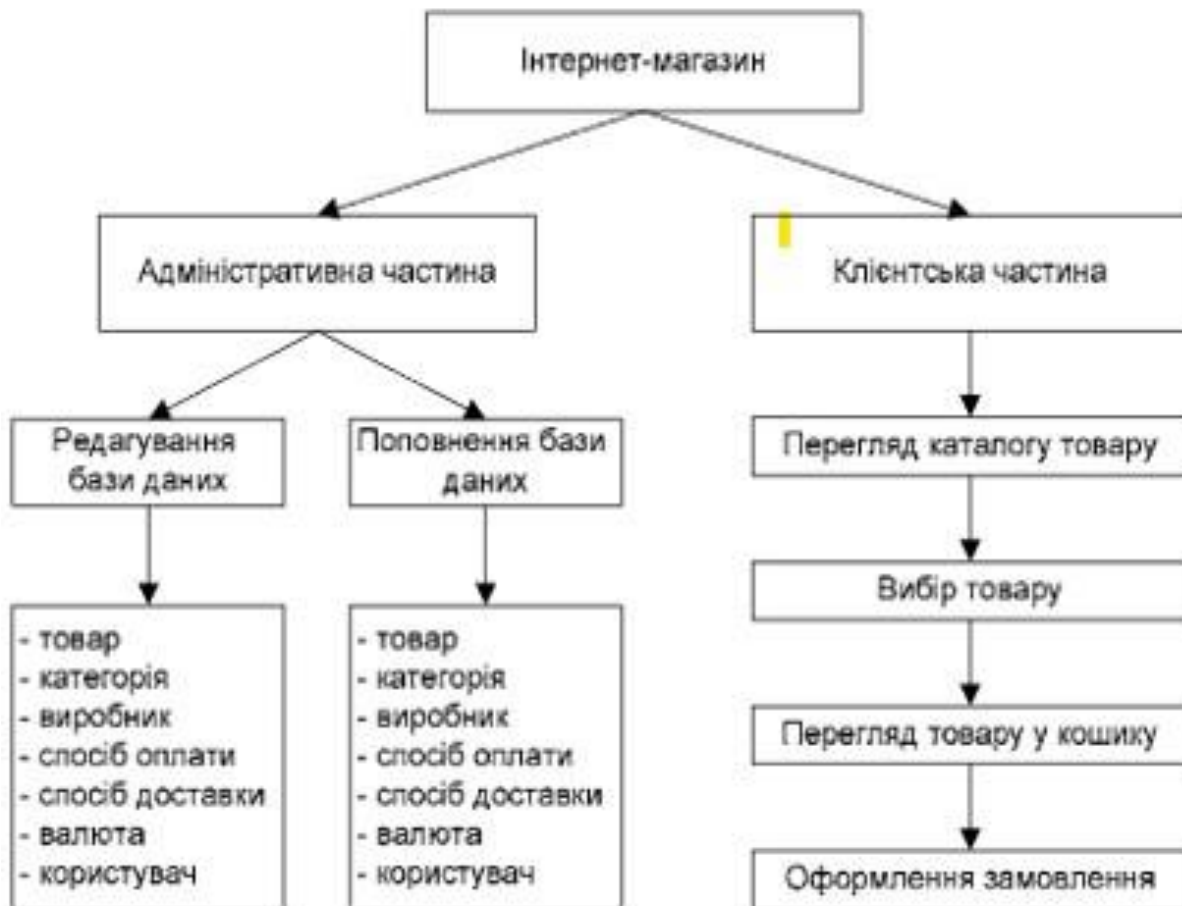 Інтернет-магазин
Адміністративна частина
Клієнтська частина
Редагування
бази даних
Поповнення бази
даних
- товар
- категорія
- виробник
- спосіб оплати
- спосіб доставки
- валюта
- користувач
- товар
- категорія
- виробник
- спосіб оплати
- спосіб доставки
- валюта
- користувач
Перегляд каталогу товару
Вибір товару
Перегляд товару у кошику
Оформлення замовлення